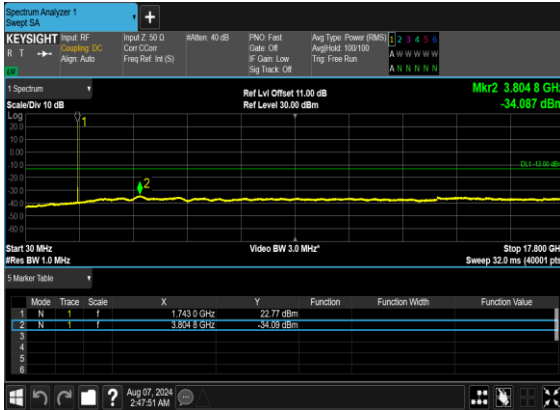 Spectrum Analyzer 1
Swept SA
+
KEYSIGHT Input: RF Input Z: 50 Ω #Atten: 40 dB PNO: Fast Avg Type: Power (RMS) 1 2 3 4 5 6
R T Coupling: DC Corr CCorr Gate: Off Avg|Hold: 100/100 A W W W W W
Align: Auto Freq Ref: Int (S) IF Gain: Low Trig: Free Run
LXI Sig Track: Off A N N N N N
1 Spectrum Ref Lvl Offset 11.00 dB Mkr2 3.804 8 GHz
Scale/Div 10 dB Ref Level 30.00 dBm -34.087 dBm
Log
20.0
10.0
0.00
-10.0
DL1 -13.00 dBm
-20.0
-30.0
-40.0
-50.0
-60.0
1
2
Start 30 MHz Video BW 3.0 MHz* Stop 17.800 GH
#Res BW 1.0 MHz Sweep 32.0 ms (40001 pts
5 Marker Table
Mode Trace Scale X Y Function Function Width Function Value
1 N 1 f 1.743 0 GHz 22.77 dBm
2 N 1 f 3.804 8 GHz -34.09 dBm
3
4
5
6
? Aug 07, 2024
2:47:51 AM